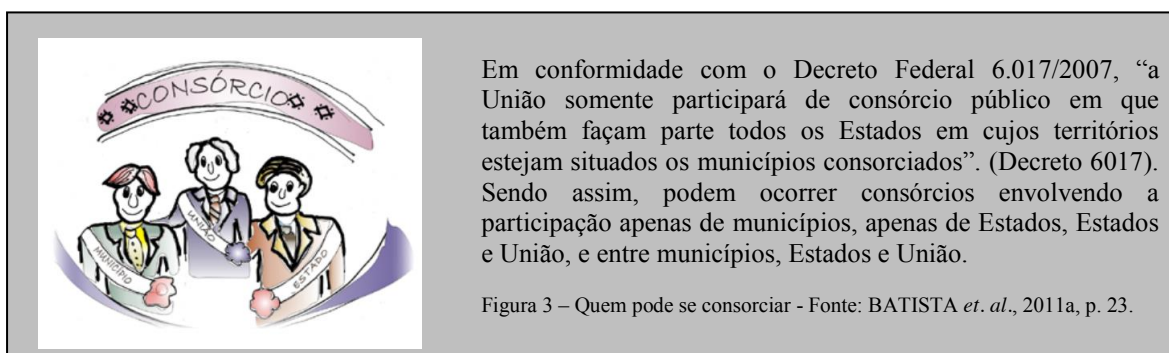 CONSÓRCIO
MUNICÍPIO
UNIÃO
ESTADO
Em conformidade com o Decreto Federal 6.017/2007, “a
União somente participará de consórcio público em que
também façam parte todos os Estados em cujos territórios
estejam situados os municípios consorciados”. (Decreto 6017).
Sendo assim, podem ocorrer consórcios envolvendo a
participação apenas de municípios, apenas de Estados, Estados
e União, e entre municípios, Estados e União.
Figura 3 – Quem pode se consorciar - Fonte: BATISTA et. al., 2011a, p. 23.